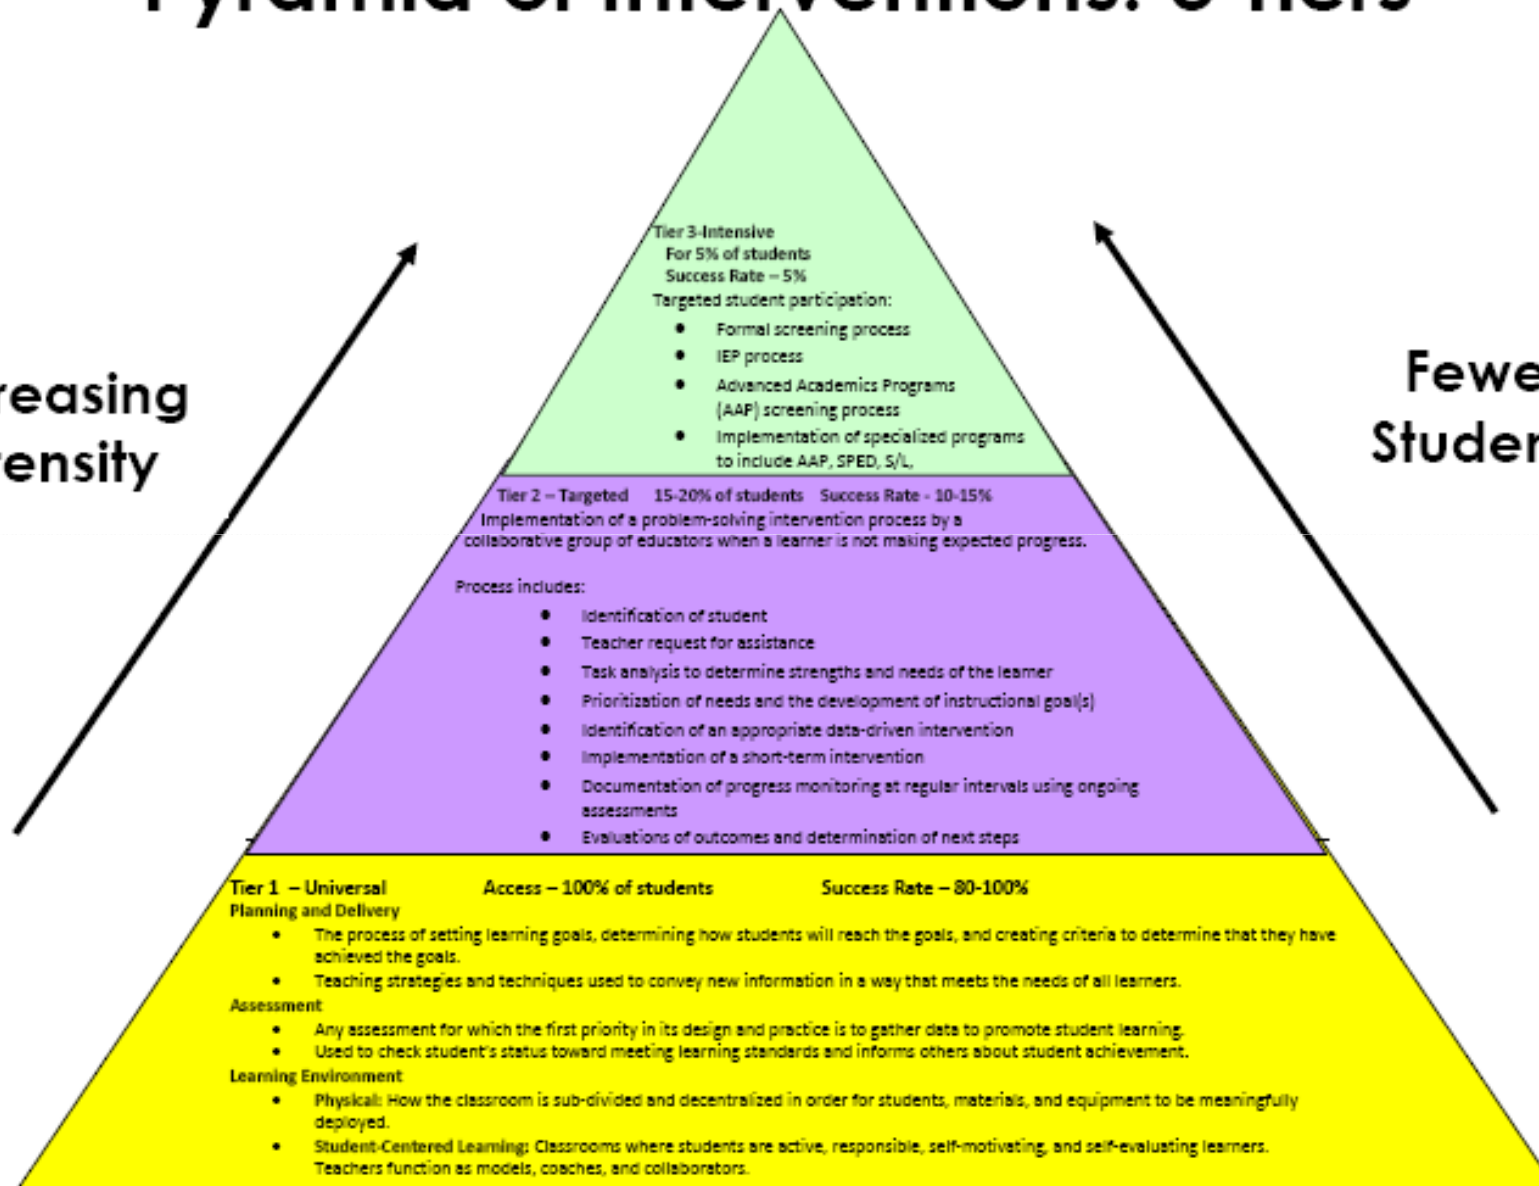 Pyramid of Interventions: 3 Tiers
Tier 3-Intensive
For 5% of students
Success Rate – 5%
Targeted student participation:
● Formal screening process
● IEP process
● Advanced Academics Programs
(AAP) screening process
● Implementation of specialized programs
to include AAP, SPED, S/L,
reasing
ensity
Fewe
Studen
Tier 2 – Targeted 15-20% of students Success Rate - 10-15%
Implementation of a problem-solving intervention process by a
collaborative group of educators when a learner is not making expected progress.
Process includes:
● Identification of student
● Teacher request for assistance
● Task analysis to determine strengths and needs of the learner
● Prioritization of needs and the development of instructional goal(s)
● Identification of an appropriate data-driven intervention
● Implementation of a short-term intervention
● Documentation of progress monitoring at regular intervals using ongoing
assessments
● Evaluations of outcomes and determination of next steps
Tier 1 – Universal Access – 100% of students Success Rate – 80-100%
Planning and Delivery
• The process of setting learning goals, determining how students will reach the goals, and creating criteria to determine that they have
achieved the goals.
• Teaching strategies and techniques used to convey new information in a way that meets the needs of all learners.
Assessment
• Any assessment for which the first priority in its design and practice is to gather data to promote student learning.
• Used to check student's status toward meeting learning standards and informs others about student achievement.
Learning Environment
• Physical: How the classroom is sub-divided and decentralized in order for students, materials, and equipment to be meaningfully
deployed.
• Student-Centered Learning: Classrooms where students are active, responsible, self-motivating, and self-evaluating learners.
Teachers function as models, coaches, and collaborators.